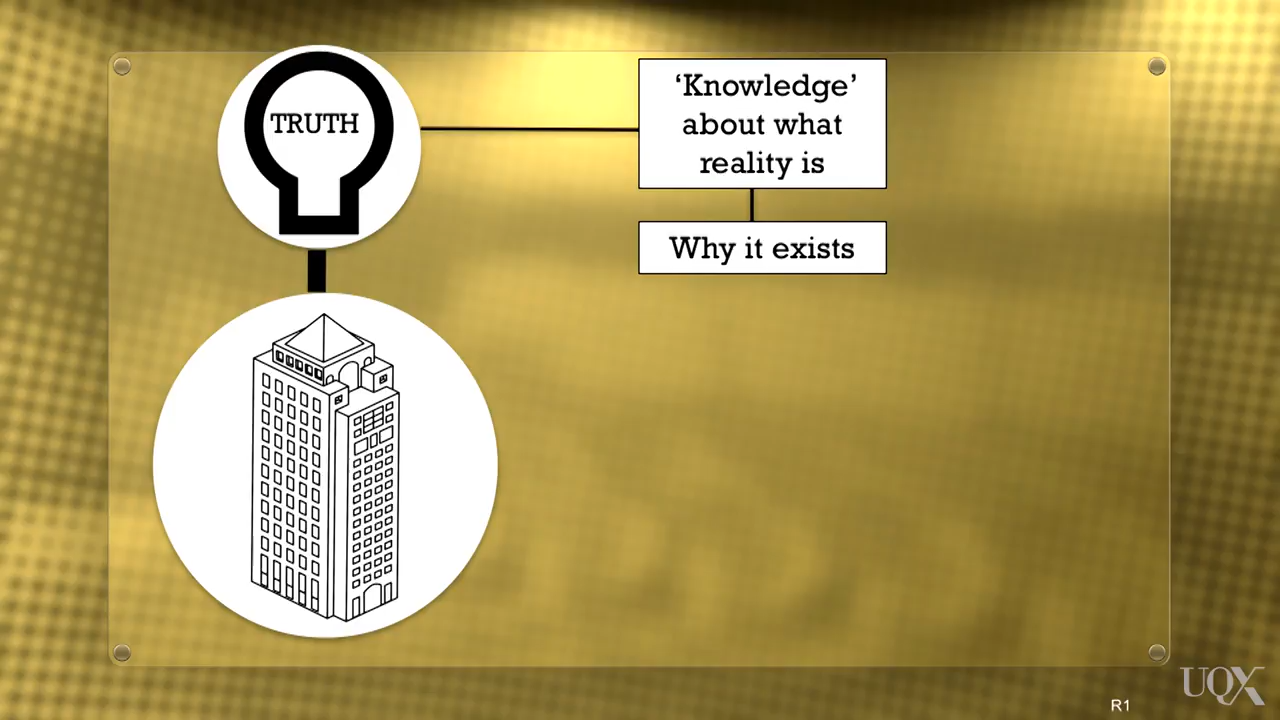 TRUTH
‘Knowledge’
about what
reality is
Why it exists
UQX
R1